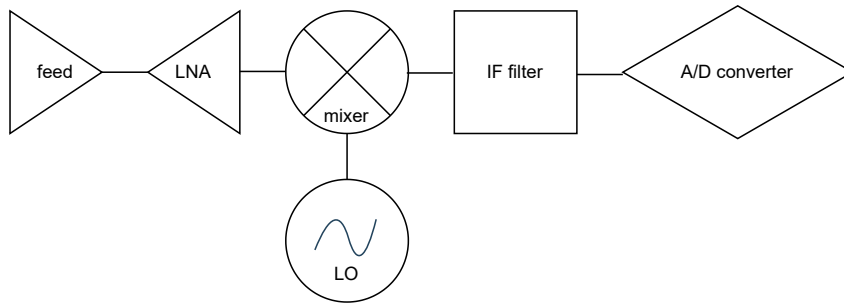 feed
LNA
mixer
IF filter
A/D converter
LO